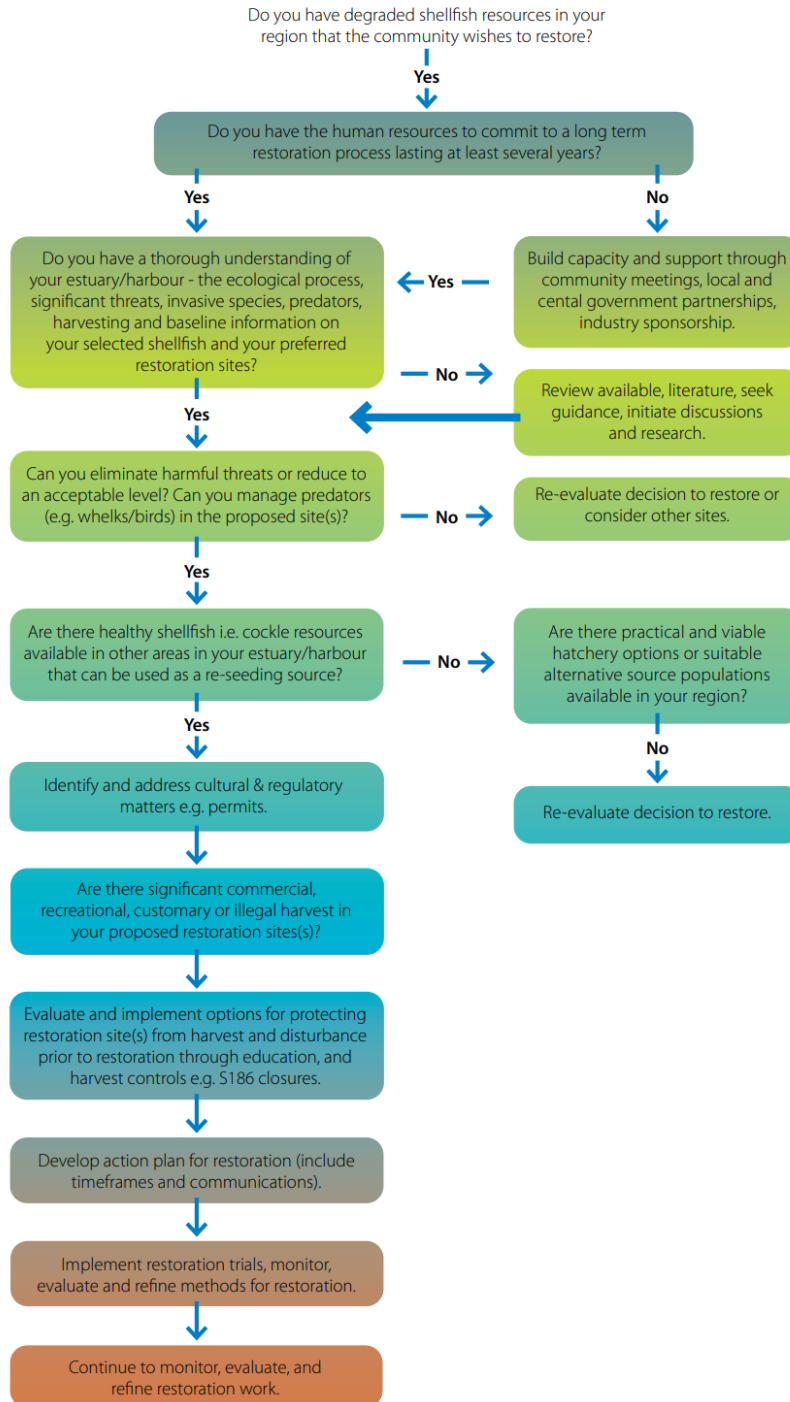 Do you have degraded shellfish resources in your
region that the community wishes to restore?
Yes
Do you have the human resources to commit to a long term
restoration process lasting at least several years?
Yes
No
Do you have a thorough understanding of
your estuary/harbour - the ecological process,
significant threats, invasive species, predators,
harvesting and baseline information on
your selected shellfish and your preferred
restoration sites?
Yes
Build capacity and support through
community meetings, local and
cental government partnerships,
industry sponsorship.
No
Review available, literature, seek
guidance, initiate discussions
and research.
Yes
Can you eliminate harmful threats or reduce to
an acceptable level? Can you manage predators
(e.g. whelks/birds) in the proposed site(s)?
No
Re-evaluate decision to restore or
consider other sites.
Yes
Are there healthy shellfish i.e. cockle resources
available in other areas in your estuary/harbour
that can be used as a re-seeding source?
No
Are there practical and viable
hatchery options or suitable
alternative source populations
available in your region?
Yes
No
Identify and address cultural & regulatory
matters e.g. permits.
Re-evaluate decision to restore.
Are there significant commercial,
recreational, customary or illegal harvest in
your proposed restoration sites(s)?
Evaluate and implement options for protecting
restoration site(s) from harvest and disturbance
prior to restoration through education, and
harvest controls e.g. S186 closures.
Develop action plan for restoration (include
timeframes and communications).
Implement restoration trials, monitor,
evaluate and refine methods for restoration.
Continue to monitor, evaluate, and
refine restoration work.